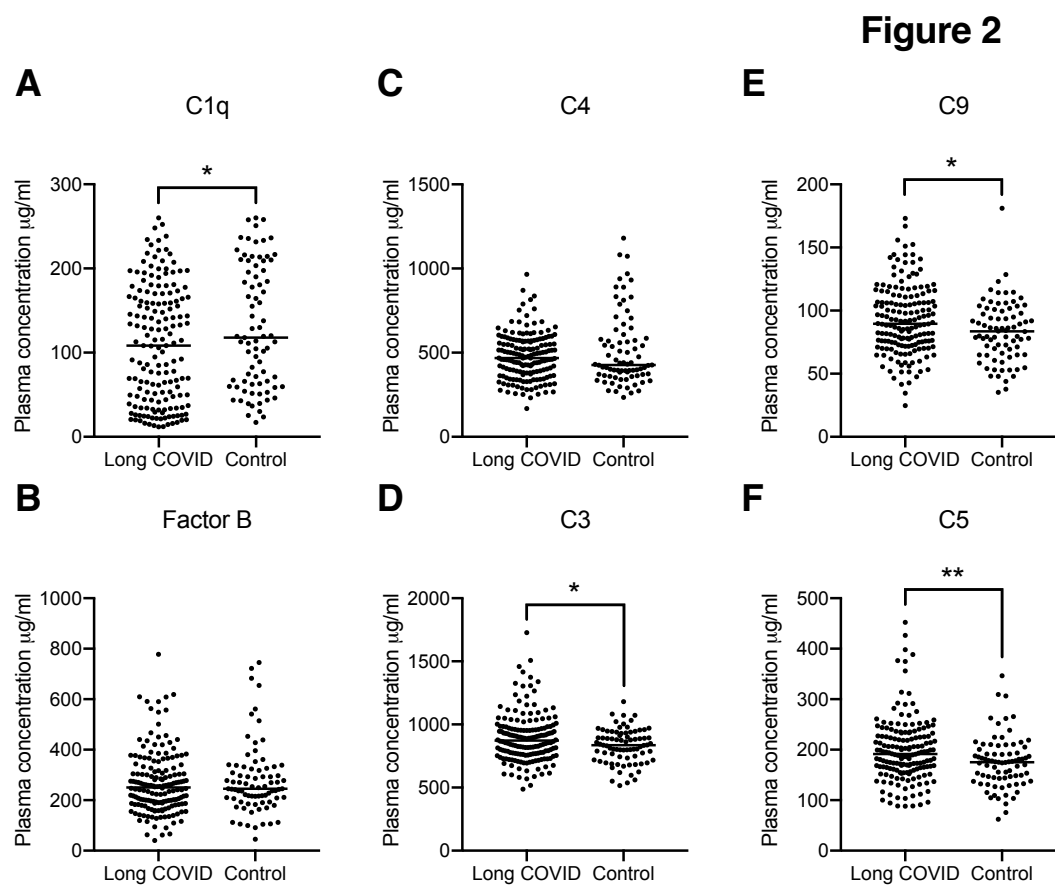 Figure 2
A
C1q
Plasma concentration μg/ml
300
200
100
0
*
Long COVID Control
C
C4
Plasma concentration μg/ml
1500
1000
500
0
Long COVID Control
E
C9
Plasma concentration μg/ml
200
150
100
50
0
*
Long COVID Control
B
Factor B
Plasma concentration μg/ml
1000
800
600
400
200
0
Long COVID Control
D
C3
Plasma concentration μg/ml
2000
1500
1000
500
0
*
Long COVID Control
F
C5
Plasma concentration μg/ml
500
400
300
200
100
0
**
Long COVID Control